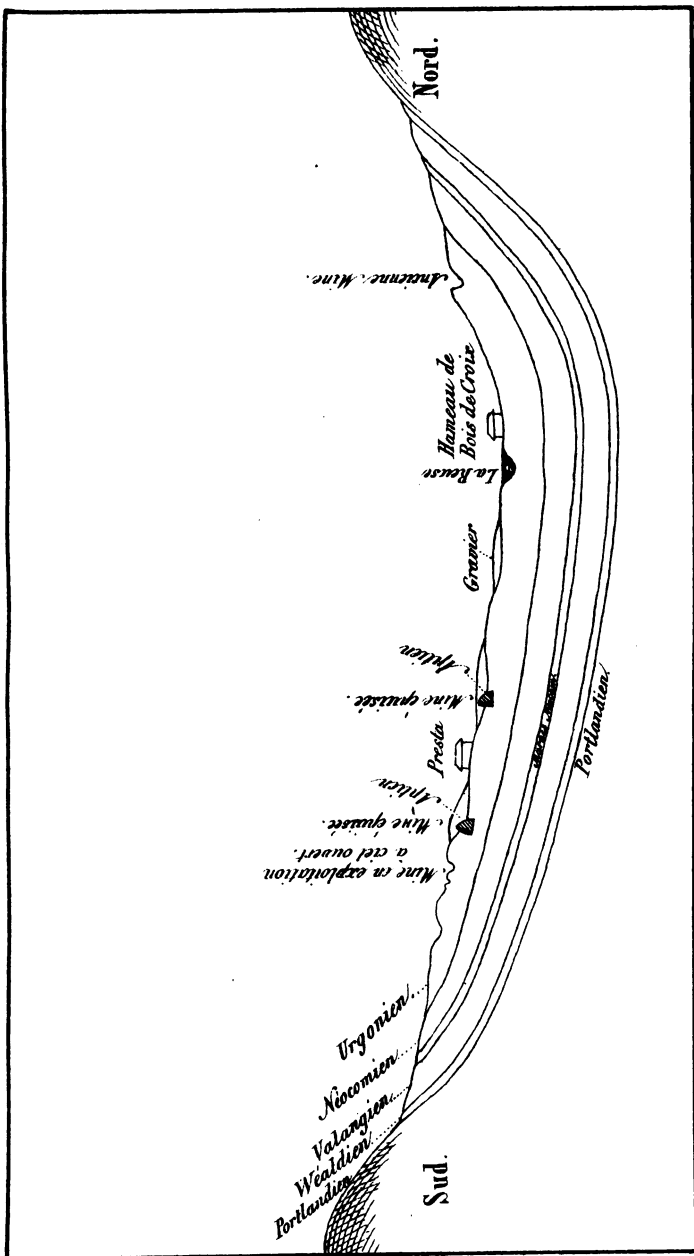 Sud.
Nord.
Portlandien
Wealdien
Valangien
Néocomien
Urgonien
Mine en exploitation
à ciel ouvert.
Mine épuisée.
Aptien
Presta
Mine épuisée.
Aptien
Gravier
La Reuse
Hameau de
Bois de Croix
Ancienne Mine.
Portlandien